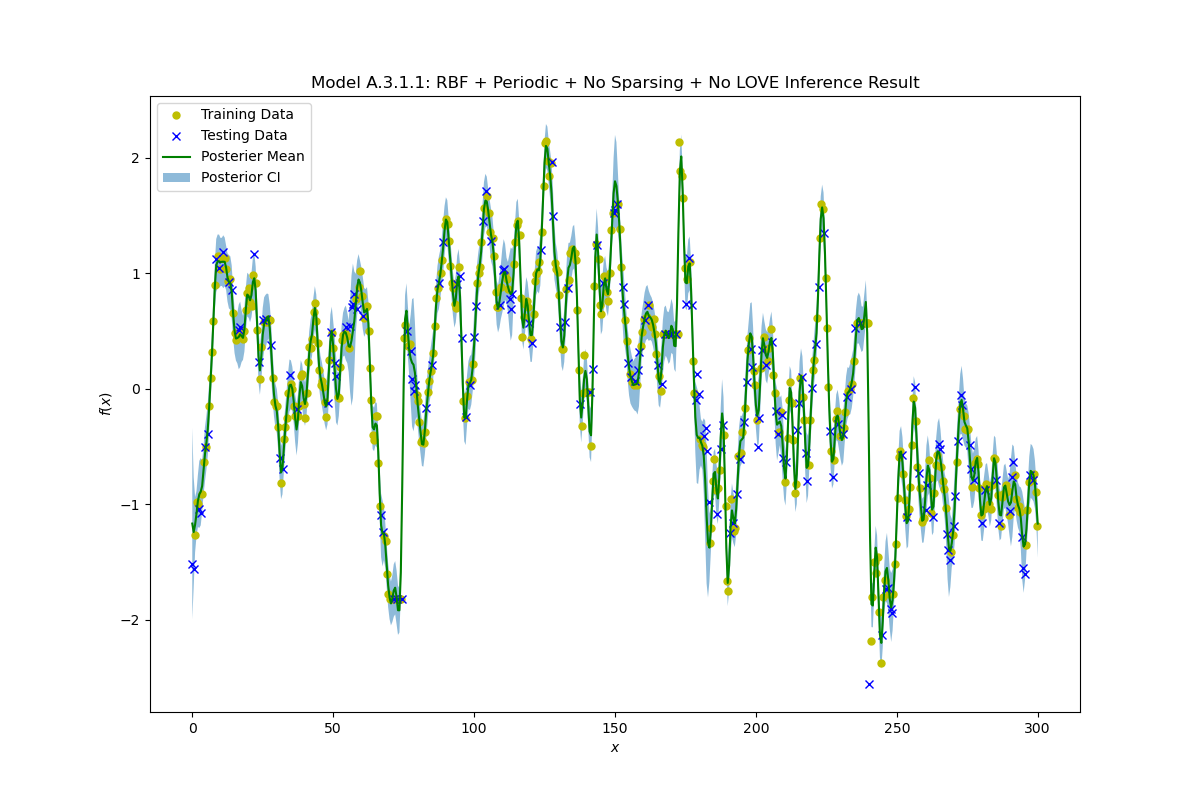 Model A.3.1.1: RBF + Periodic + No Sparsing + No LOVE Inference Result
Training Data
Testing Data
Posterier Mean
Posterior CI
2
1
0
−1
−2
f(x)
0 50 100 150 200 250 300
x